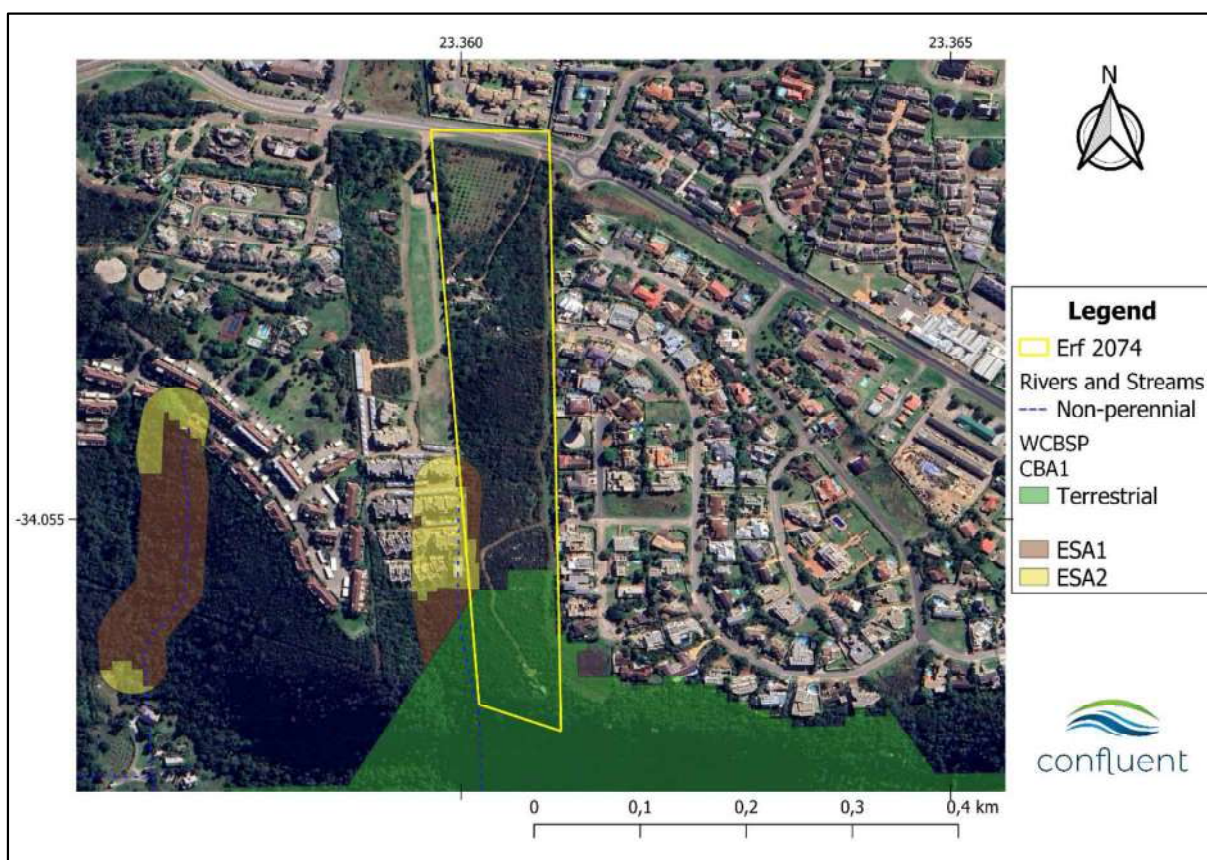 23.360
23.365
N
-34.055
Legend
Erf 2074
Rivers and Streams
Non-perennial
WCBSP
CBA1
Terrestrial
ESA1
ESA2
confluent
0
0,1
0,2
0,3
0,4 km